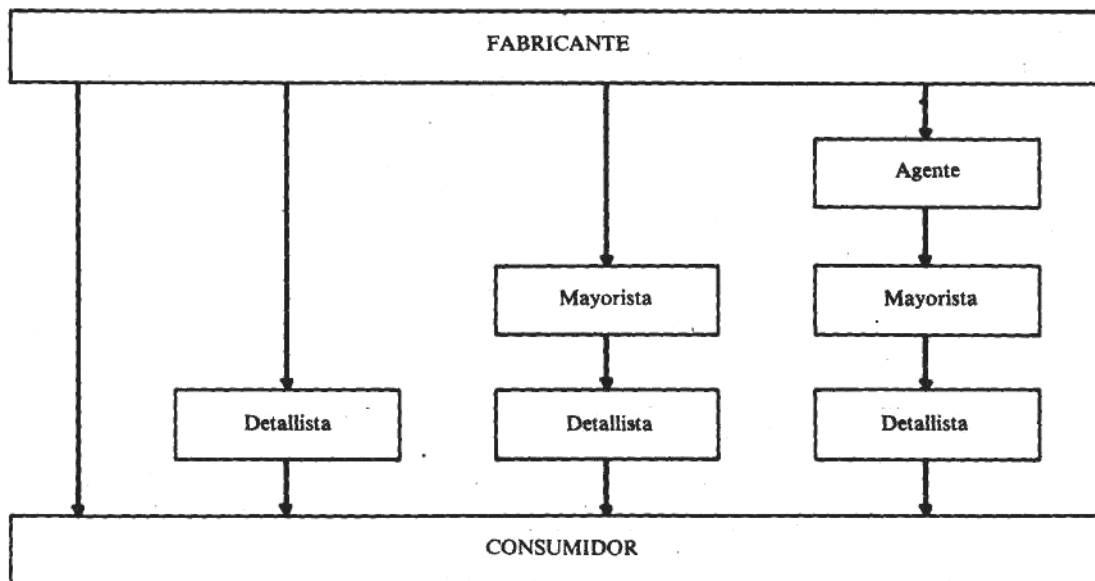 FABRICANTE
Agente
Mayorista
Mayorista
Detallista
Detallista
Detallista
CONSUMIDOR